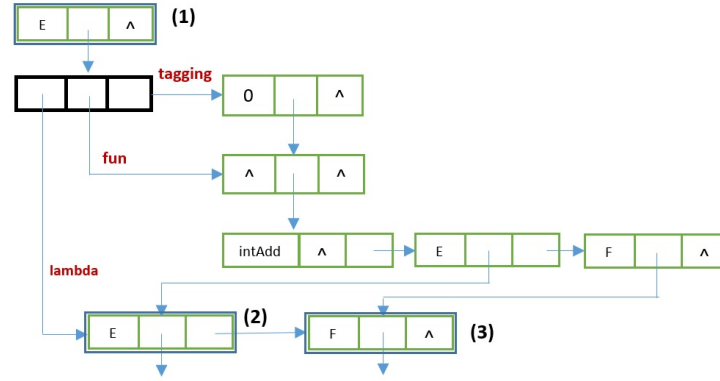 E ^ (1)
tagging
0 ^
fun
^ ^
intAdd ^ E F ^
lambda
E (2) F ^ (3)